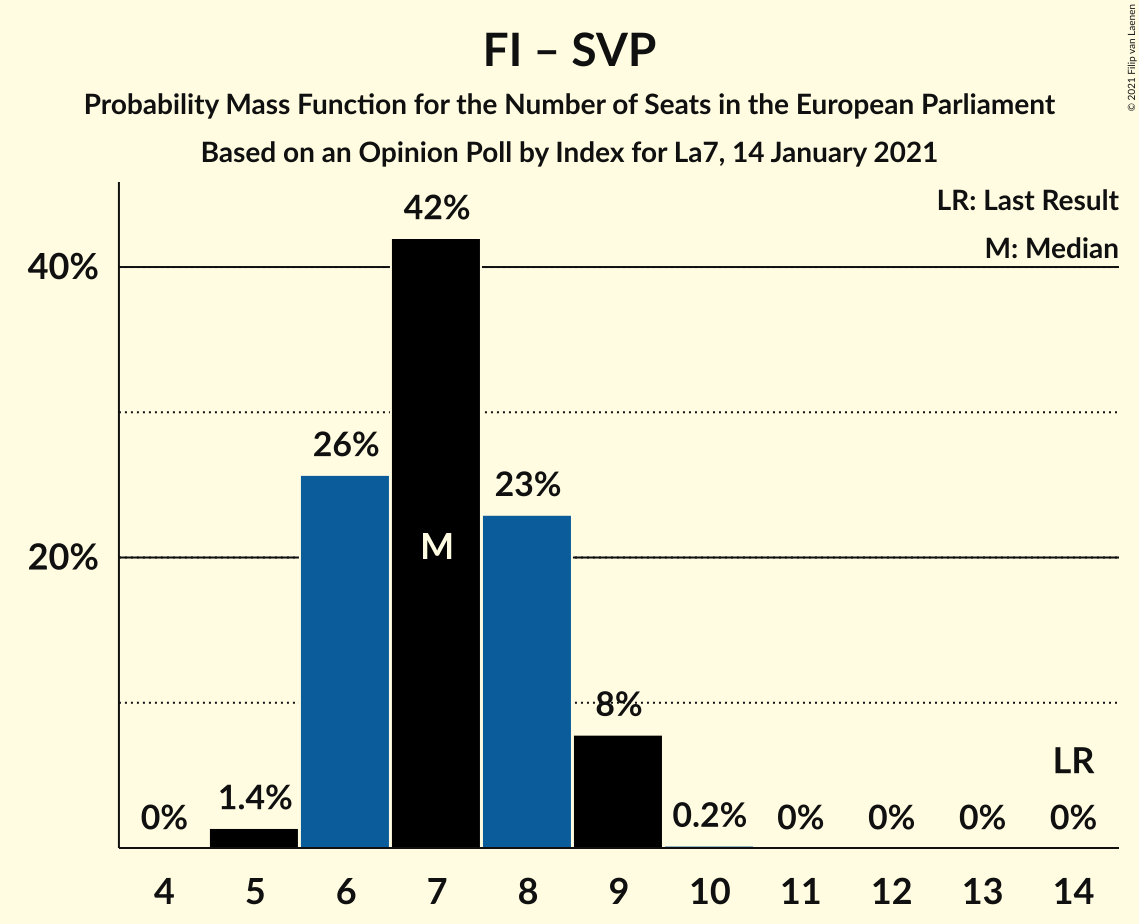 FI – SVP
Probability Mass Function for the Number of Seats in the European Parliament
Based on an Opinion Poll by Index for La7, 14 January 2021
© 2021 Filip van Laenen
LR: Last Result
M: Median
40%
20%
0%
1.4%
26%
42%
M
23%
8%
0.2%
0%
0%
0%
LR
0%
4 5 6 7 8 9 10 11 12 13 14